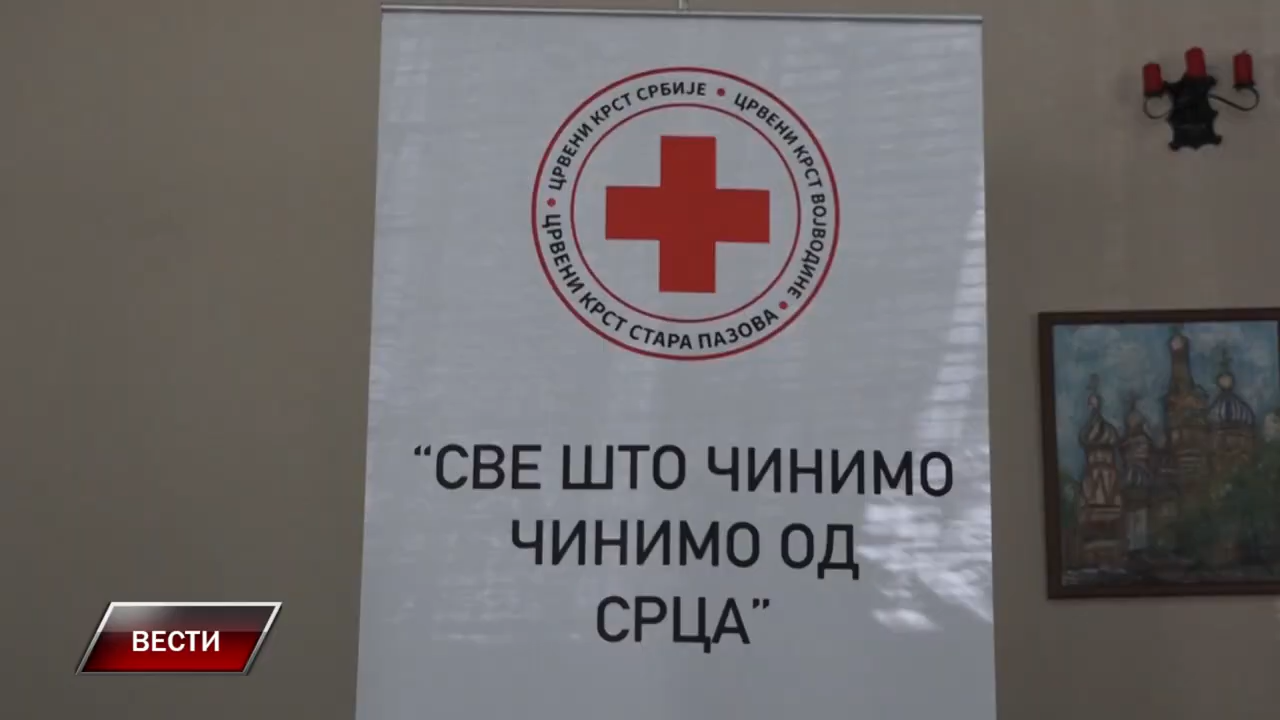 ЦРВЕНИ КРСТ СРБИЈЕ • ЦРВЕНИ КРСТ ВОЈВОДИНЕ • ЦРВЕНИ КРСТ СТАРА ПАЗОВА •
“СВЕ ШТО ЧИНИМО
ЧИНИМО ОД
СРЦА”
ВЕСТИ